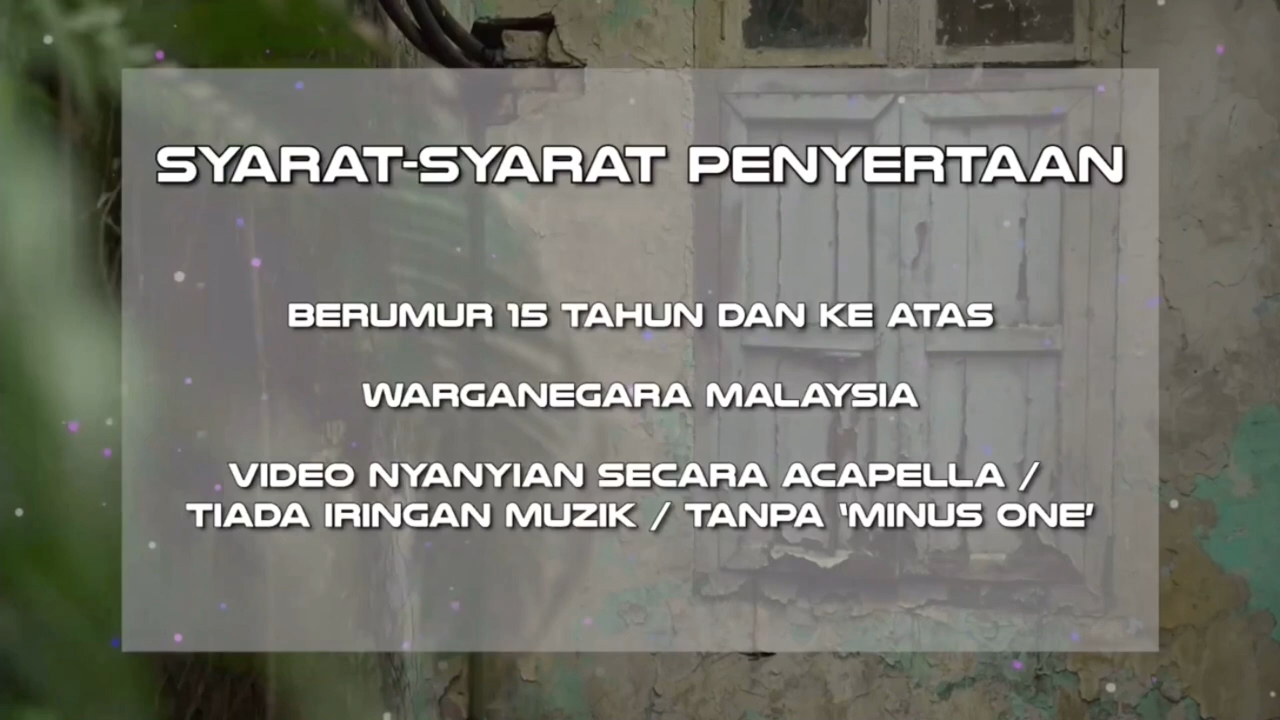 SYARAT-SYARAT PENYERTAAN
BERUMUR 15 TAHUN DAN KE ATAS
WARGANEGARA MALAYSIA
VIDEO NYANYIAN SECARA ACAPELLA /
TIADA IRINGAN MUZIK / TANPA 'MINUS ONE'